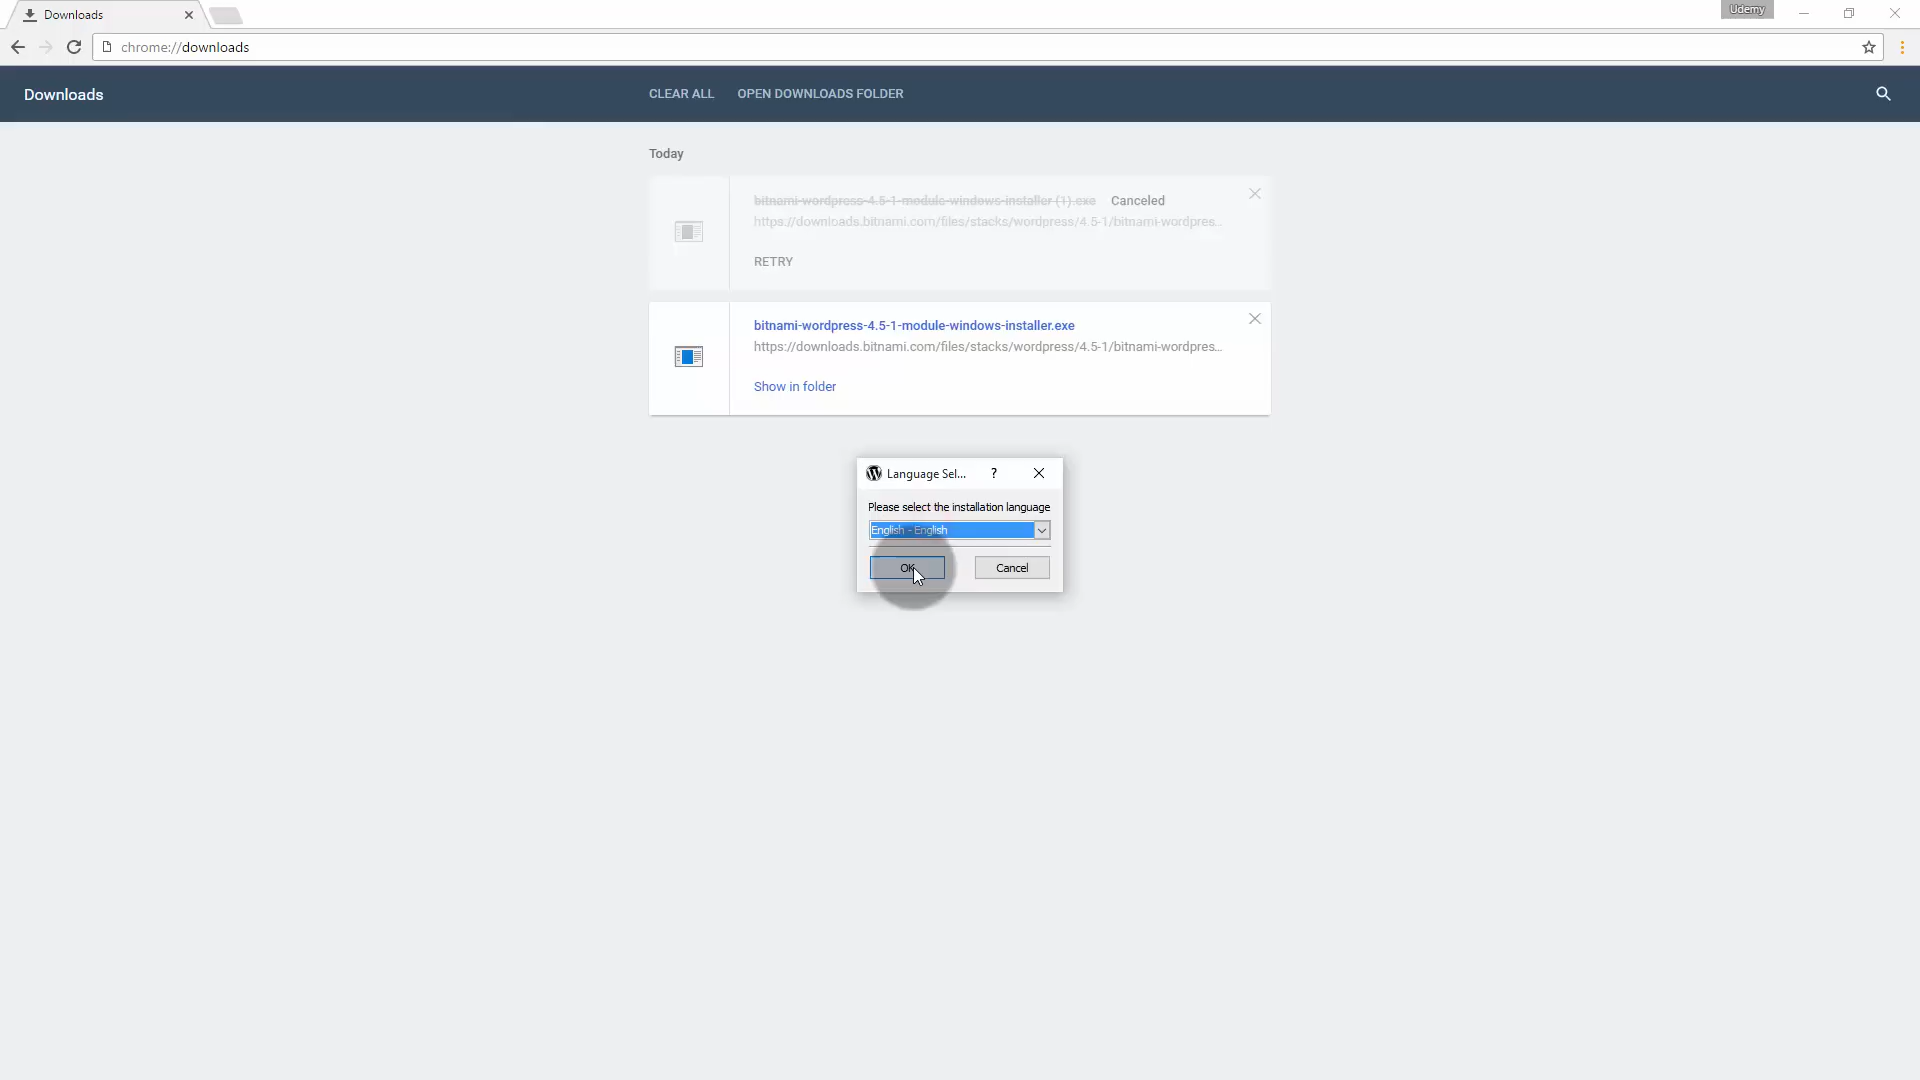 Downloads
Udemy
chrome://downloads
Downloads
CLEAR ALL
OPEN DOWNLOADS FOLDER
Today
bitnami-wordpress-4.5-1-module-windows-installer (1).exe Canceled
https://downloads.bitnami.com/files/stacks/wordpress/4.5-1/bitnami-wordpres...
RETRY
bitnami-wordpress-4.5-1-module-windows-installer.exe
https://downloads.bitnami.com/files/stacks/wordpress/4.5-1/bitnami-wordpres...
Show in folder
Language Sel... ?
Please select the installation language
English - English
OK
Cancel